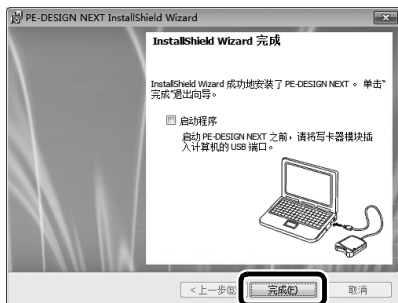 PE-DESIGN NEXT InstallShield Wizard
InstallShield Wizard 完成
InstallShield Wizard 成功地安装了 PE-DESIGN NEXT 。 单击“
完成”退出向导。
启动程序
启动 PE-DESIGN NEXT 之前，请将写卡器模块插
入计算机的 USB 端口。
< 上一步(B) 完成(F) 取消